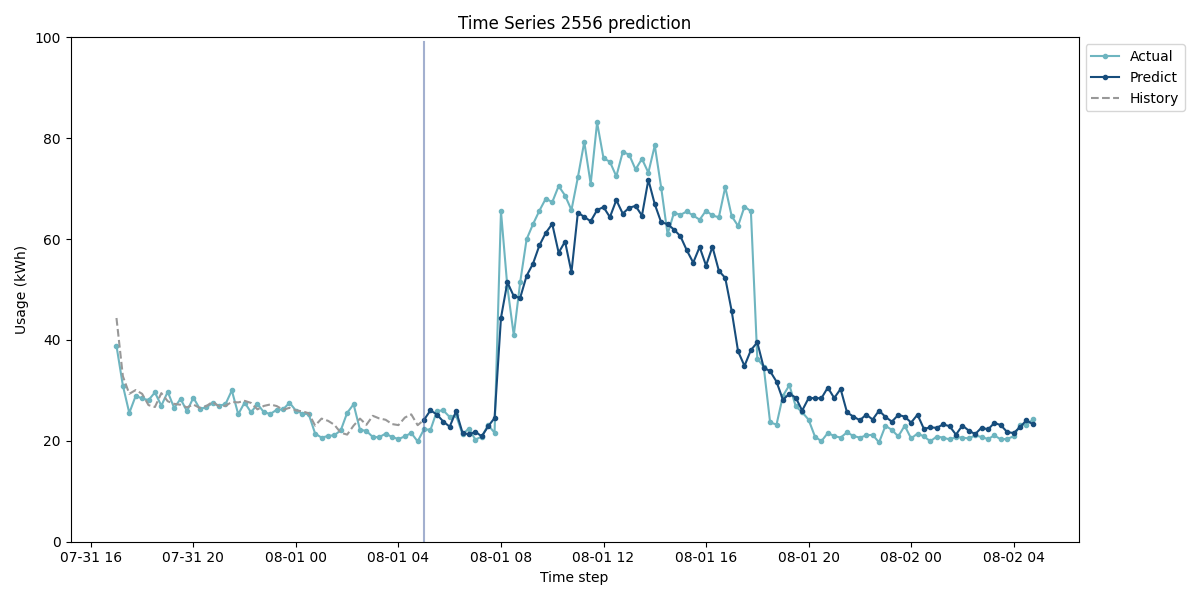 Time Series 2556 prediction
100
80
60
40
20
0
Usage (kWh)
07-31 16
07-31 20
08-01 00
08-01 04
08-01 08
08-01 12
08-01 16
08-01 20
08-02 00
08-02 04
Time step
Actual
Predict
History